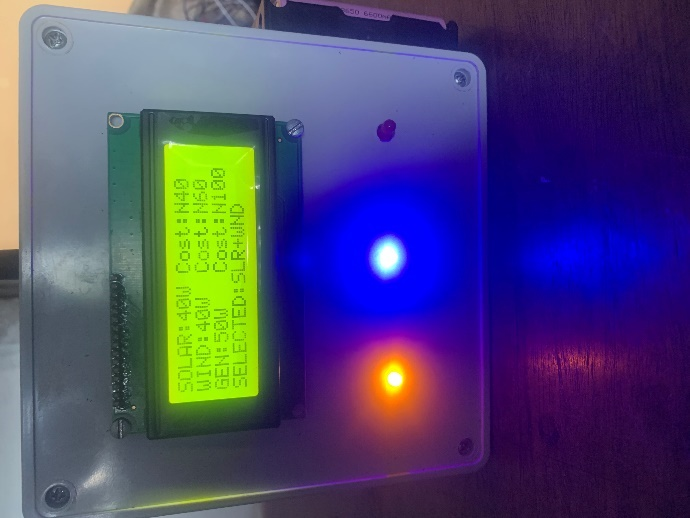 SOLAR:40W Cost:N40
WIND:40W Cost:N60
GEN:50W Cost:N100
SELECTED:SLR+WND